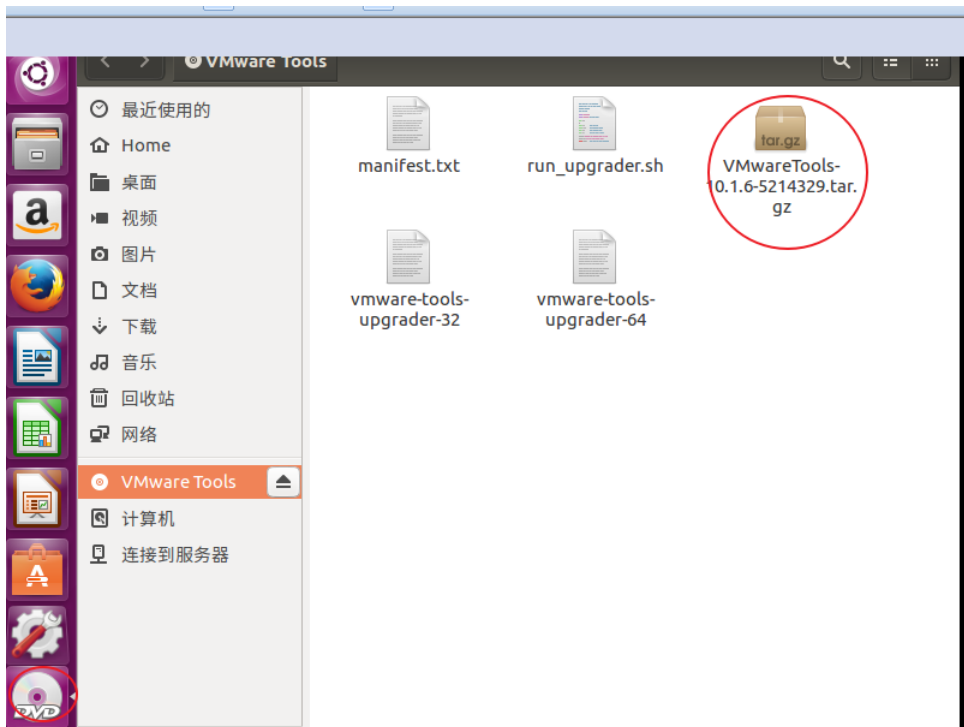 VMware Tools
最近使用的
Home
桌面
视频
图片
文档
下载
音乐
回收站
网络
VMware Tools
计算机
连接到服务器
manifest.txt
run_upgrader.sh
tar.gz
VMwareTools-
10.1.6-5214329.tar.
gz
vmware-tools-
upgrader-32
vmware-tools-
upgrader-64
a
A
DVD